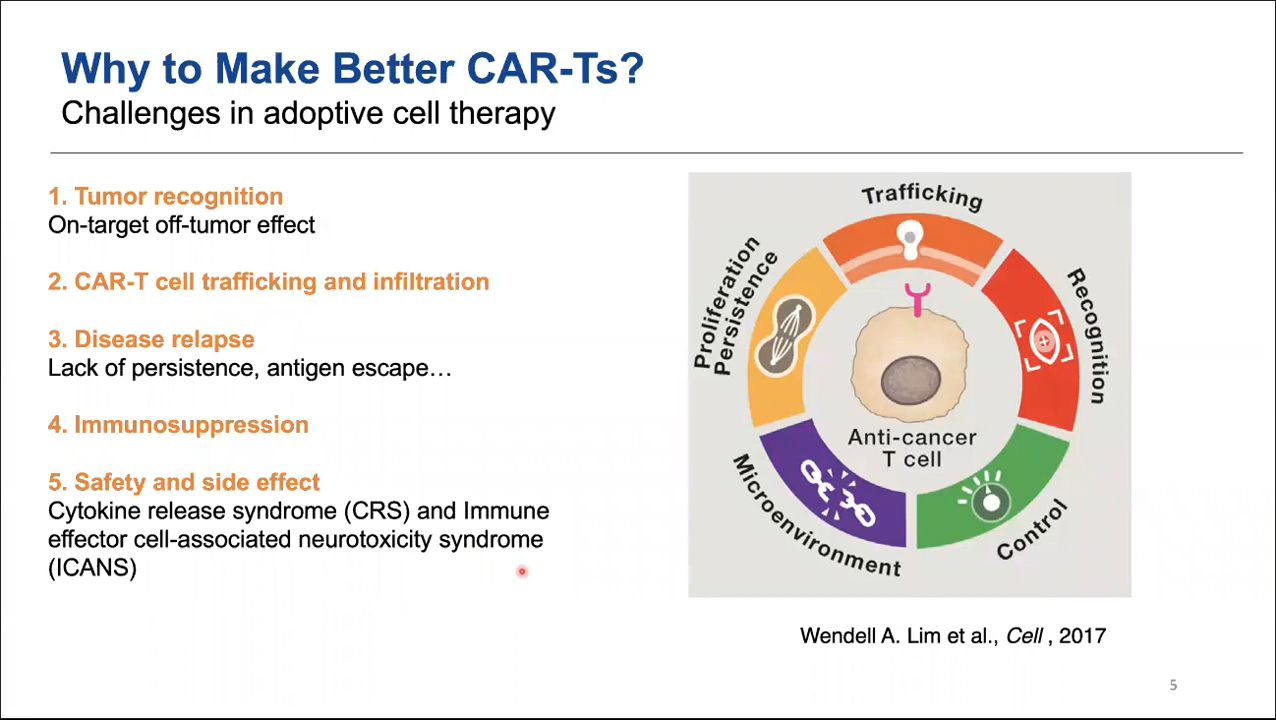 Why to Make Better CAR-Ts?
Challenges in adoptive cell therapy
1. Tumor recognition
On-target off-tumor effect
2. CAR-T cell trafficking and infiltration
3. Disease relapse
Lack of persistence, antigen escape…
4. Immunosuppression
5. Safety and side effect
Cytokine release syndrome (CRS) and Immune
effector cell-associated neurotoxicity syndrome
(ICANS)
Trafficking
Recognition
Control
Microenvironment
Proliferation
Persistence
Anti-cancer
T cell
Wendell A. Lim et al., Cell , 2017
5